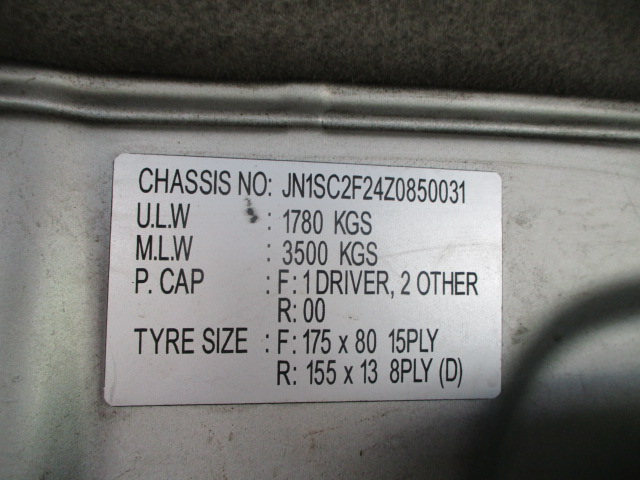 CHASSIS NO: JN1SC2F24Z0850031
U.L.W : 1780 KGS
M.L.W : 3500 KGS
P. CAP : F: 1 DRIVER, 2 OTHER
R: 00
TYRE SIZE : F: 175 x 80 15PLY
R: 155 x 13 8PLY (D)